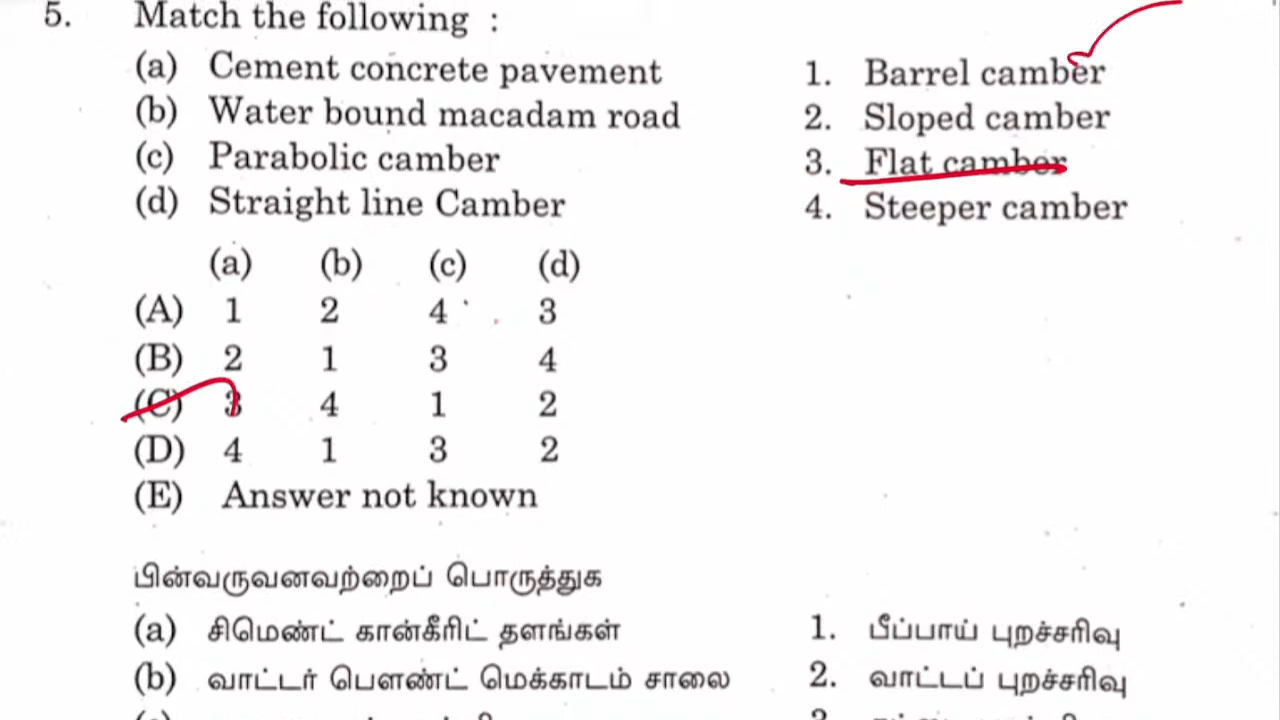 5. Match the following :
(a) Cement concrete pavement 1. Barrel camber
(b) Water bound macadam road 2. Sloped camber
(c) Parabolic camber 3. Flat camber
(d) Straight line Camber 4. Steeper camber
(a) (b) (c) (d)
(A) 1 2 4 3
(B) 2 1 3 4
(C) 3 4 1 2
(D) 4 1 3 2
(E) Answer not known
பின்வருவனவற்றைப் பொருத்துக
(a) சிமெண்ட் கான்கீரிட் தளங்கள் 1. பீப்பாய் புறச்சரிவு
(b) வாட்டர் பௌண்ட் மெக்காடம் சாலை 2. வாட்டப் புறச்சரிவு